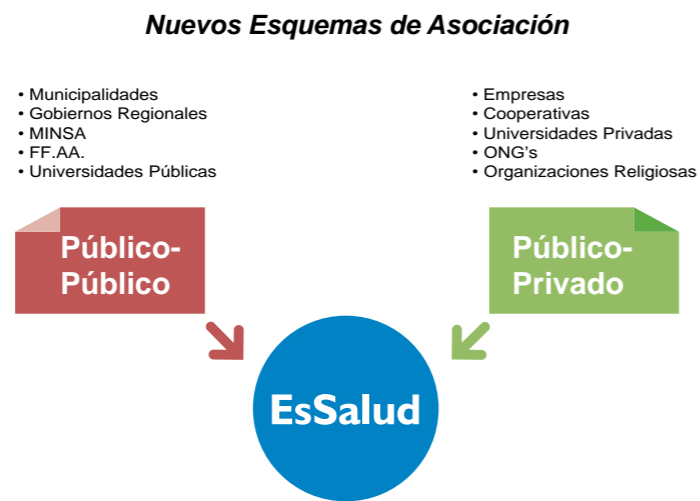 Nuevos Esquemas de Asociación
• Municipalidades
• Gobiernos Regionales
• MINSA
• FF.AA.
• Universidades Públicas
• Empresas
• Cooperativas
• Universidades Privadas
• ONG's
• Organizaciones Religiosas
Público-
Público
Público-
Privado
EsSalud